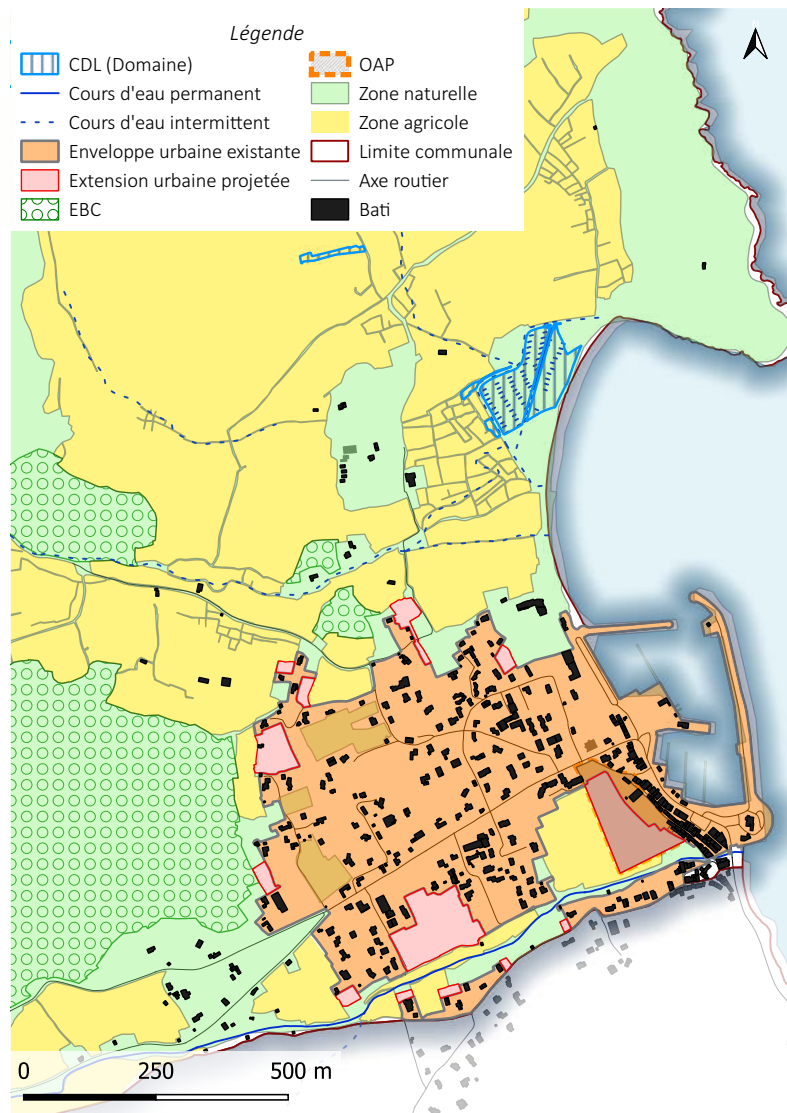 Légende
CDL (Domaine)
Cours d'eau permanent
Cours d'eau intermittent
Enveloppe urbaine existante
Extension urbaine projetée
EBC
OAP
Zone naturelle
Zone agricole
Limite communale
Axe routier
Bati
0 250 500 m